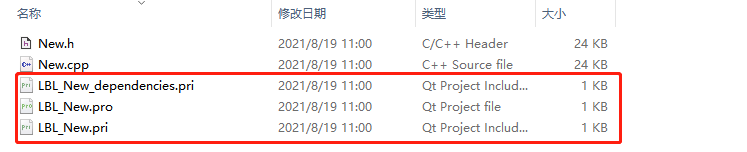 名称 修改日期 类型 大小
New.h 2021/8/19 11:00 C/C++ Header 24 KB
New.cpp 2021/8/19 11:00 C++ Source file 24 KB
LBL_New_dependencies.pri 2021/8/19 11:00 Qt Project Includ... 1 KB
LBL_New.pro 2021/8/19 11:00 Qt Project file 1 KB
LBL_New.pri 2021/8/19 11:00 Qt Project Includ... 1 KB